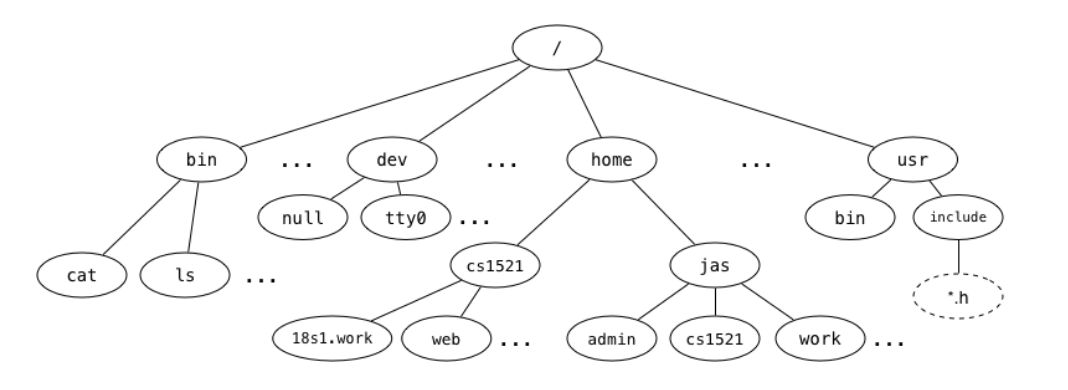 /
bin ... dev ... home ... usr
null tty0 ... bin include
cat ls ... cs1521 jas
*.h
18s1.work web ... admin cs1521 work ...